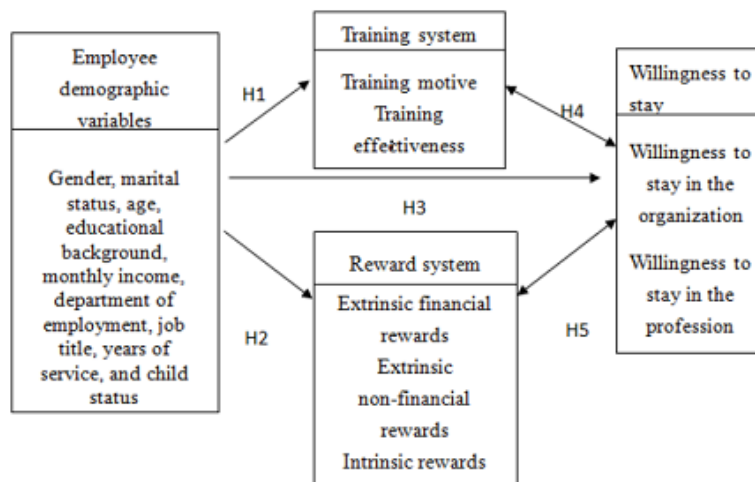 Employee
demographic
variables
Gender, marital
status, age,
educational
background,
monthly income,
department of
employment, job
title, years of
service, and child
status
H1
H2
Training system
Training motive
Training
effectiveness
H3
Reward system
Extrinsic financial
rewards
Extrinsic
non-financial
rewards
Intrinsic rewards
H4
H5
Willingness to
stay
Willingness to
stay in the
organization
Willingness to
stay in the
profession